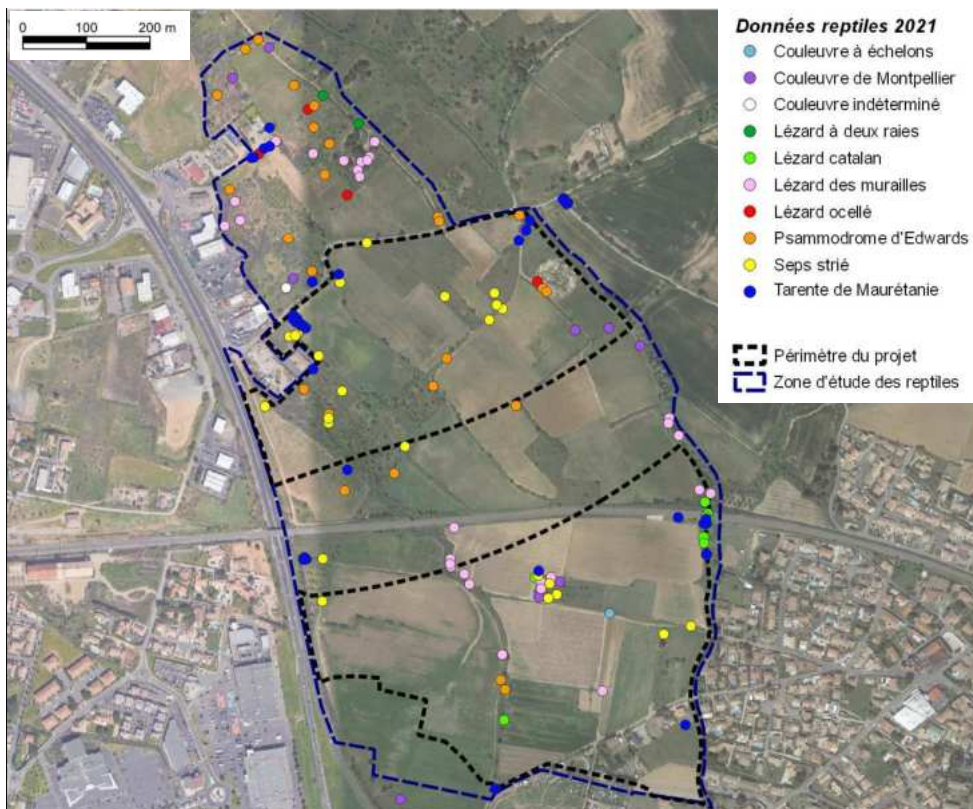 0 100 200 m
Données reptiles 2021
Couleuvre à échelons
Couleuvre de Montpellier
Couleuvre indéterminé
Lézard à deux raies
Lézard catalan
Lézard des murailles
Lézard ocellé
Psammodrome d'Edwards
Seps strié
Tarente de Maurétanie
Périmètre du projet
Zone d'étude des reptiles